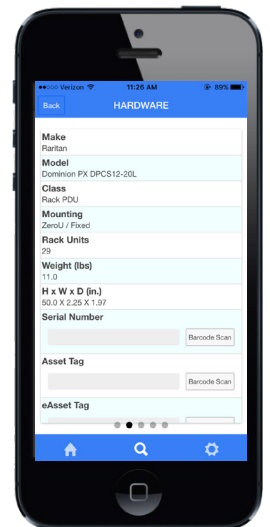 ●●○○○ Verizon 11:26 AM 89%
Back HARDWARE
Make
Raritan
Model
Dominion PX DPCS12-20L
Class
Rack PDU
Mounting
ZeroU / Fixed
Rack Units
29
Weight (lbs)
11.0
H x W x D (in.)
50.0 X 2.25 X 1.97
Serial Number
Barcode Scan
Asset Tag
Barcode Scan
eAsset Tag